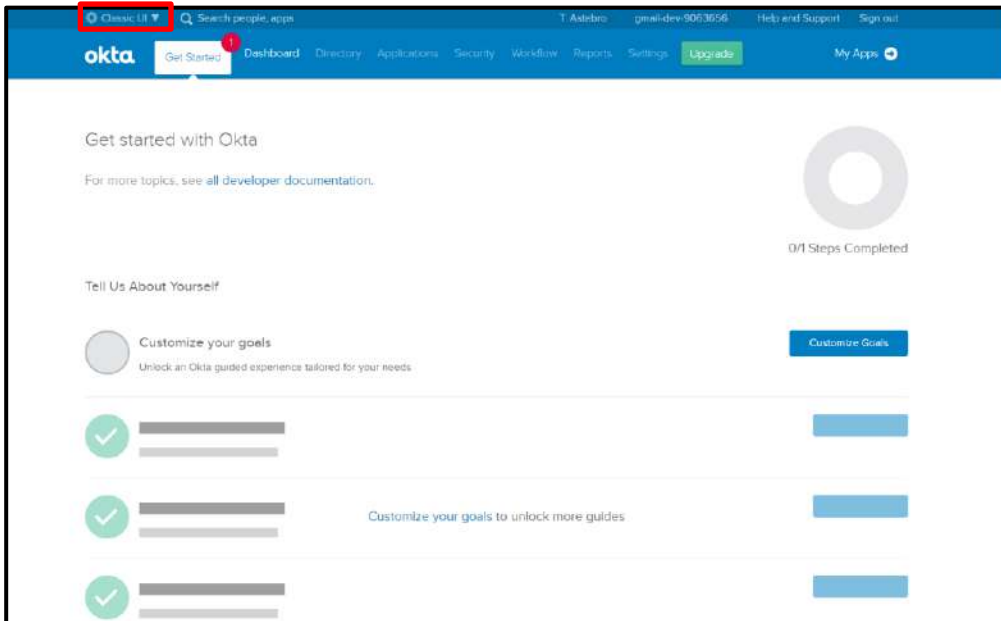 Classic UI ▼ Search people, apps T Astebro gmail-dev-9063656 Help and Support Sign out
okta Get Started 1 Dashboard Directory Applications Security Workflow Reports Settings Upgrade My Apps
Get started with Okta
For more topics, see all developer documentation.
0/1 Steps Completed
Tell Us About Yourself
Customize your goals
Customize Goals
Unlock an Okta guided experience tailored for your needs
Customize your goals to unlock more guides